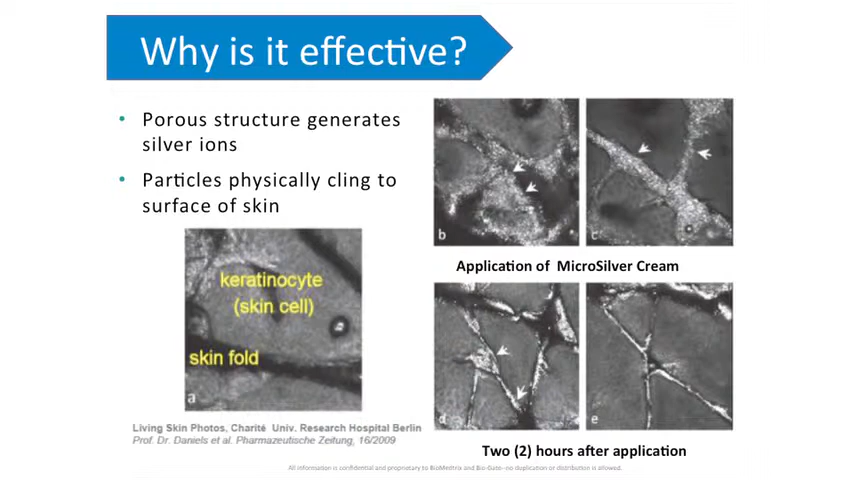 Why is it effective?
• Porous structure generates
silver ions
• Particles physically cling to
surface of skin
keratinocyte
(skin cell)
skin fold
a
Living Skin Photos, Charité Univ. Research Hospital Berlin
Prof. Dr. Daniels et al. Pharmazeutische Zeitung, 16/2009
b
c
Application of MicroSilver Cream
d
e
Two (2) hours after application
All information is confidential and proprietary to BioMedtrix and Bio-Gate--no duplication or distribution is allowed.